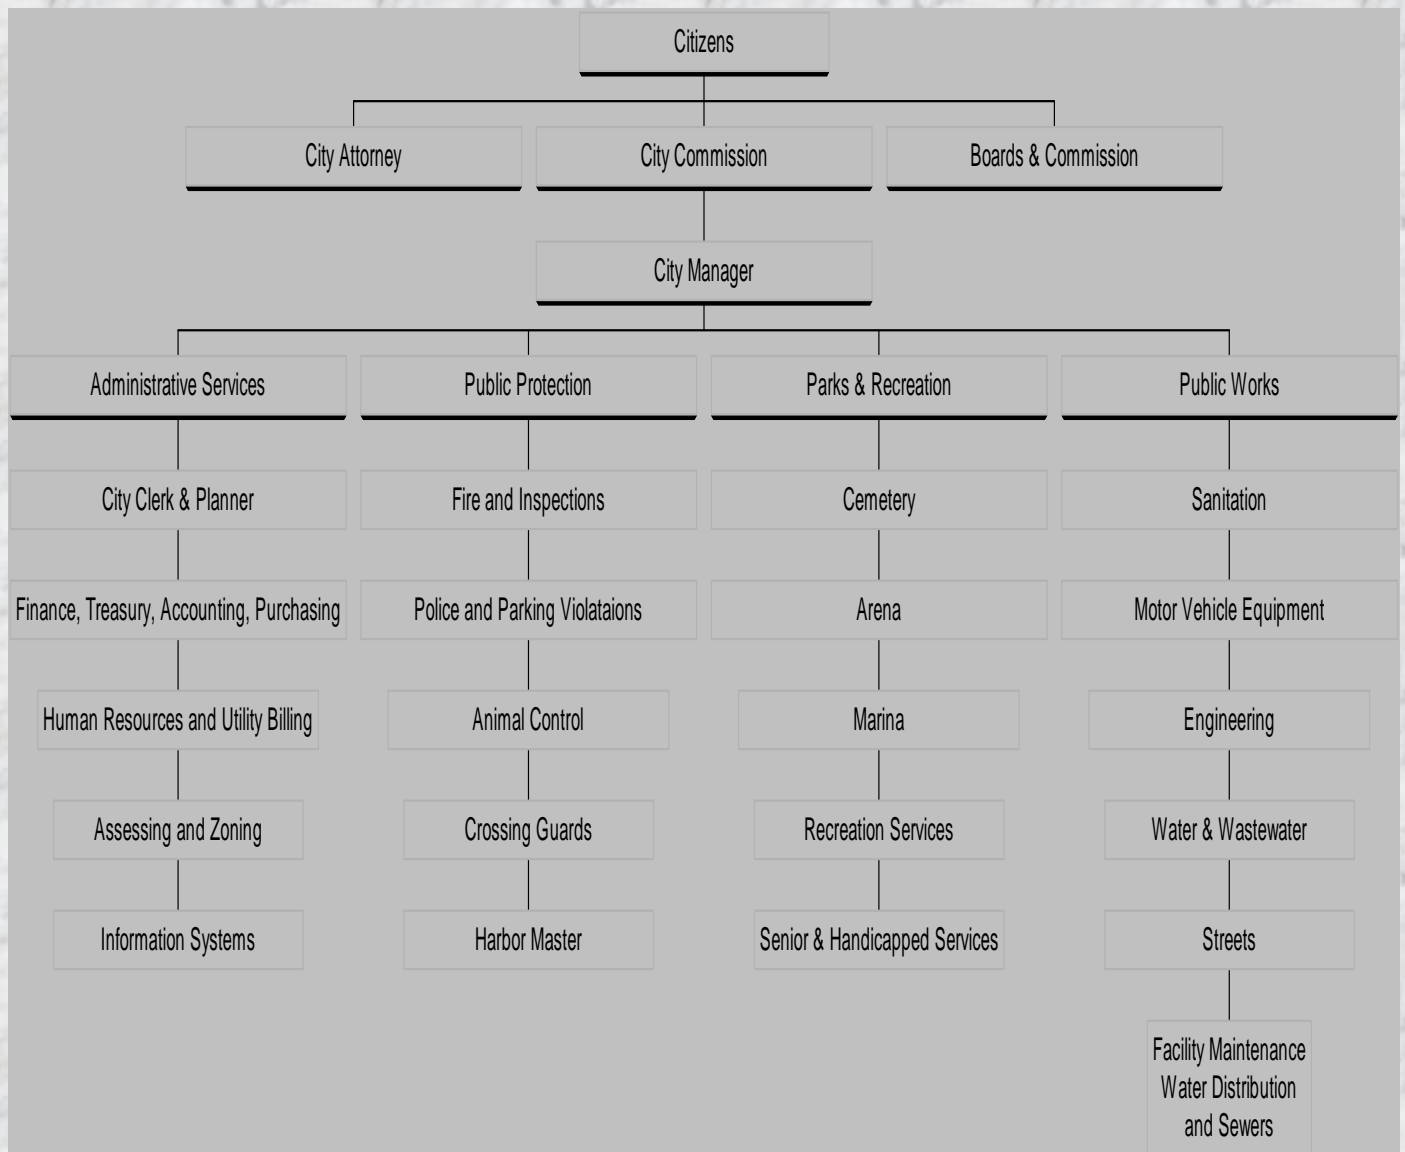 Citizens
City Attorney
City Commission
Boards & Commission
City Manager
Administrative Services
Public Protection
Parks & Recreation
Public Works
City Clerk & Planner
Fire and Inspections
Cemetery
Sanitation
Finance, Treasury, Accounting, Purchasing
Police and Parking Violataions
Arena
Motor Vehicle Equipment
Human Resources and Utility Billing
Animal Control
Marina
Engineering
Assessing and Zoning
Crossing Guards
Recreation Services
Water & Wastewater
Information Systems
Harbor Master
Senior & Handicapped Services
Streets
Facility Maintenance
Water Distribution
and Sewers